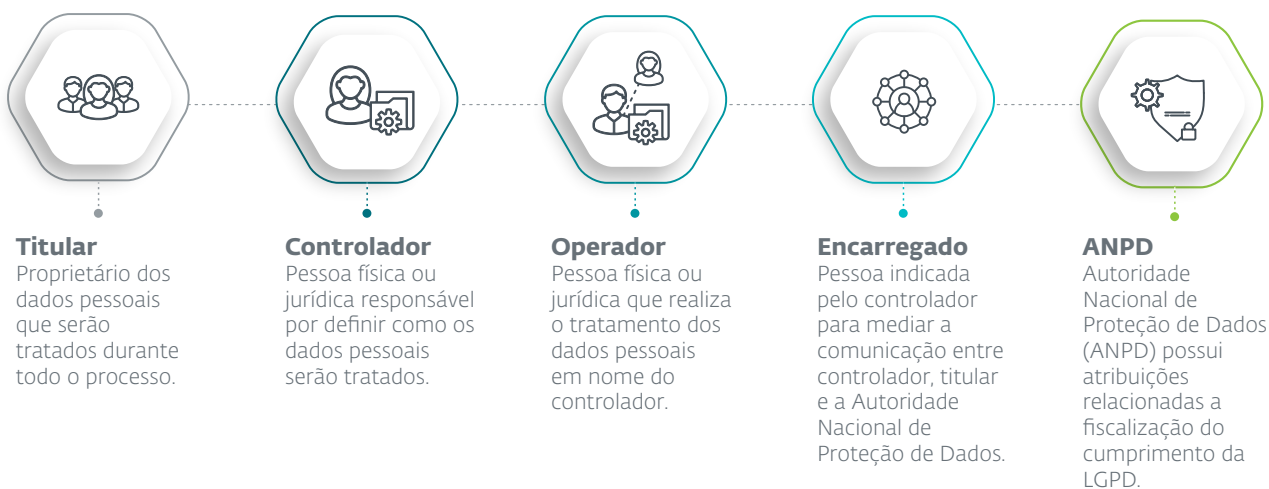 Titular
Proprietário dos
dados pessoais
que serão
tratados durante
todo o processo.
Controlador
Pessoa física ou
jurídica responsável
por definir como os
dados pessoais
serão tratados.
Operador
Pessoa física ou
jurídica que realiza
o tratamento dos
dados pessoais
em nome do
controlador.
Encarregado
Pessoa indicada
pelo controlador
para mediar a
comunicação entre
controlador, titular
e a Autoridade
Nacional de
Proteção de Dados.
ANPD
Autoridade
Nacional de
Proteção de Dados
(ANPD) possui
atribuições
relacionadas a
fiscalização do
cumprimento da
LGPD.